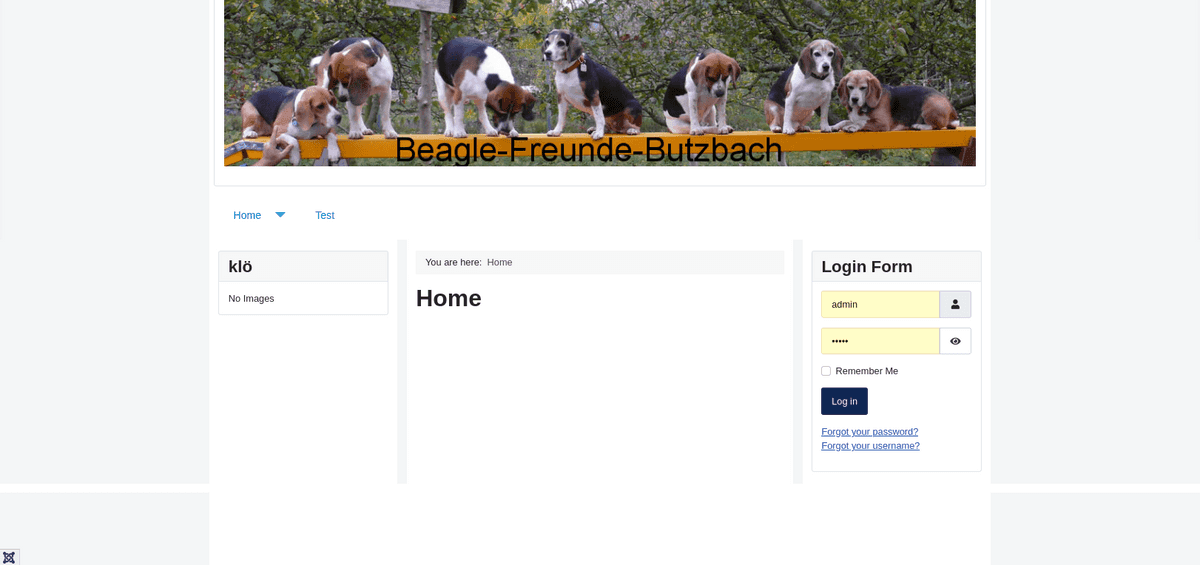 Beagle-Freunde-Butzbach
Home
Test
klö
No Images
You are here: Home
Home
Login Form
admin
•••••
Remember Me
Log in
Forgot your password?
Forgot your username?